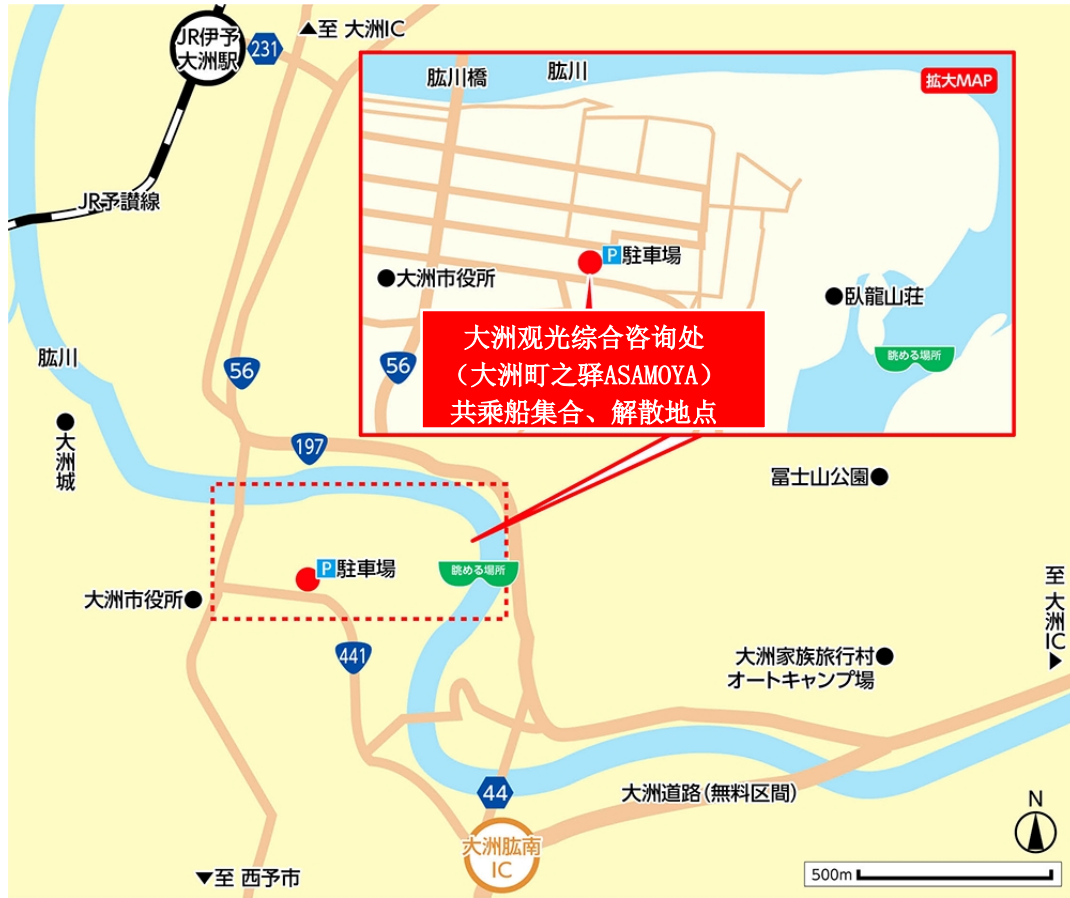 JR伊予
大洲駅
231
▲至 大洲IC
肱川橋
肱川
拡大MAP
JR予讃線
P駐車場
大洲市役所
臥龍山荘
大洲观光综合咨询处
（大洲町之驿ASAMOYA）
共乘船集合、解散地点
56
眺める場所
肱川
56
大洲城
197
冨士山公園
P駐車場
眺める場所
大洲市役所
至 大洲IC▶
441
大洲家族旅行村
オートキャンプ場
44
大洲道路(無料区間)
大洲肱南
IC
N
▼至 西予市
500m